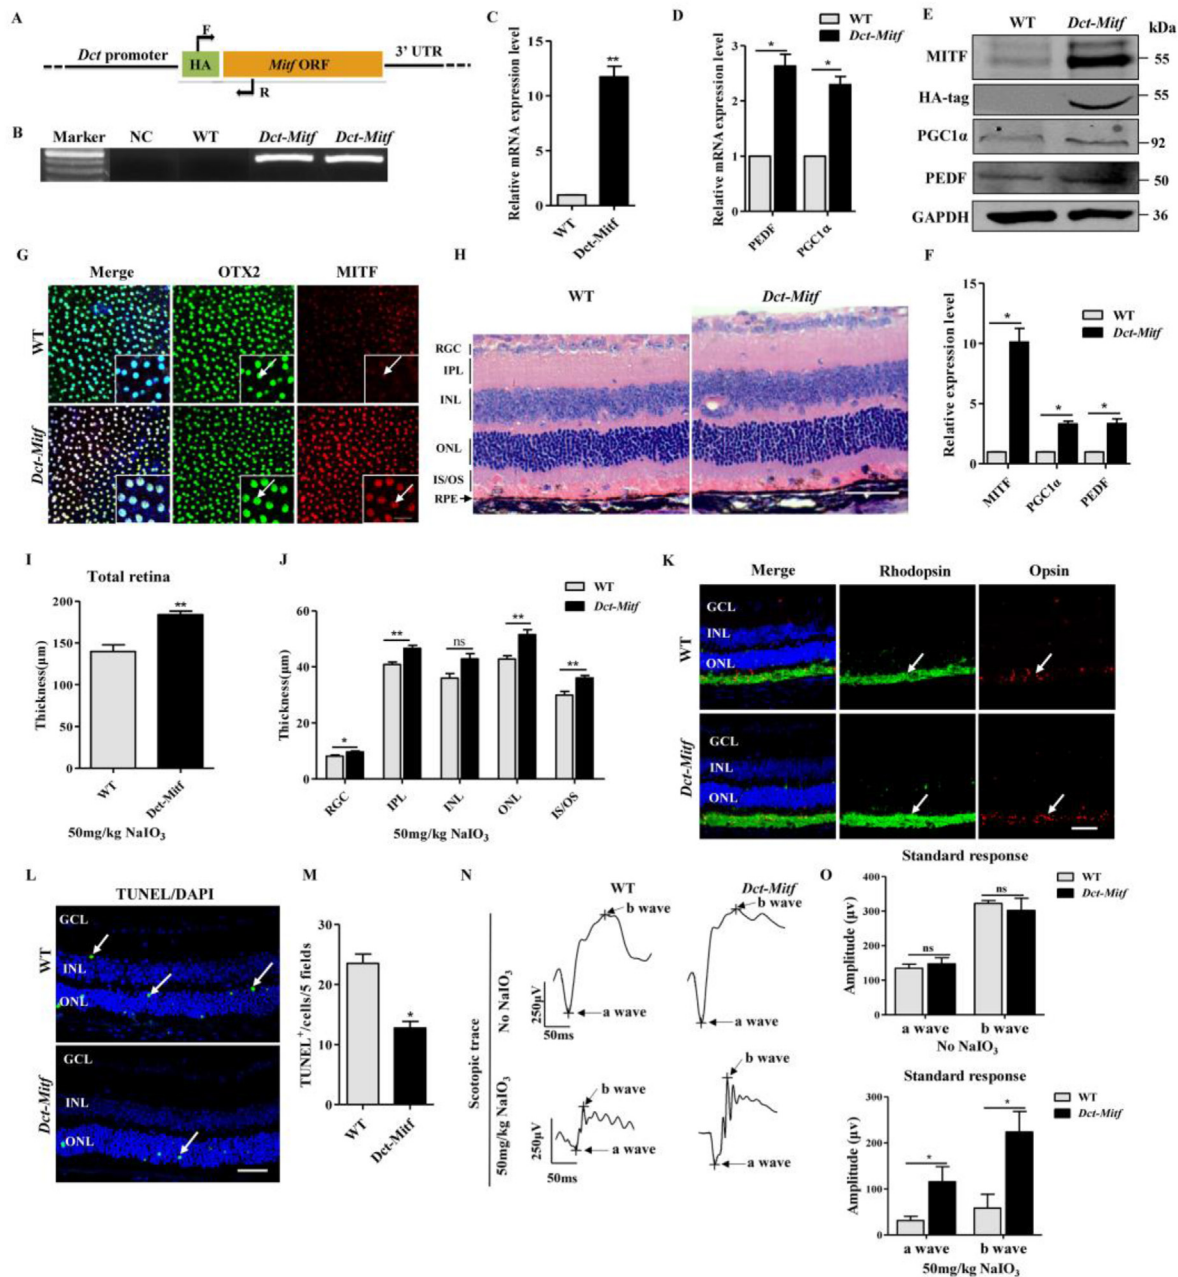 A
F
Dct promoter
HA
Mitf ORF
3' UTR
R
B
Marker NC WT Dct-Mitf Dct-Mitf
C
Relative mRNA expression level
15
12
9
6
3
0
**
WT
Dct-Mitf
D
WT
Dct-Mitf
Relative mRNA expression level
3
2
1
0
*
*
PEDF
PGC1α
E
WT Dct-Mitf kDa
MITF 55
HA-tag 55
PGC1α 92
PEDF 50
GAPDH 36
G
Merge OTX2 MITF
WT
Dct-Mitf
H
WT Dct-Mitf
RGC
IPL
INL
ONL
IS/OS
RPE
F
WT
Dct-Mitf
Relative expression level
15
10
5
0
*
*
*
MITF
PGC1α
PEDF
I
Total retina
Thickness(μm)
200
150
100
50
0
**
WT
Dct-Mitf
50mg/kg NaIO₃
J
WT
Dct-Mitf
Thickness(μm)
60
40
20
0
*
**
ns
**
**
RGC
IPL
INL
ONL
IS/OS
50mg/kg NaIO₃
K
Merge Rhodopsin Opsin
WT
GCL
INL
ONL
Dct-Mitf
GCL
INL
ONL
L
TUNEL/DAPI
WT
GCL
INL
ONL
Dct-Mitf
GCL
INL
ONL
M
TUNEL⁺/cells/5 fields
30
20
10
0
*
WT
Dct-Mitf
N
WT Dct-Mitf
Scotopic trace
No NaIO₃
b wave
b wave
250μV
50ms
a wave
a wave
50mg/kg NaIO₃
b wave
b wave
250μV
50ms
a wave
a wave
O
Standard response
WT
Dct-Mitf
Amplitude (μv)
400
300
200
100
0
ns
ns
a wave b wave
No NaIO₃
Standard response
WT
Dct-Mitf
Amplitude (μv)
300
200
100
0
*
*
a wave b wave
50mg/kg NaIO₃